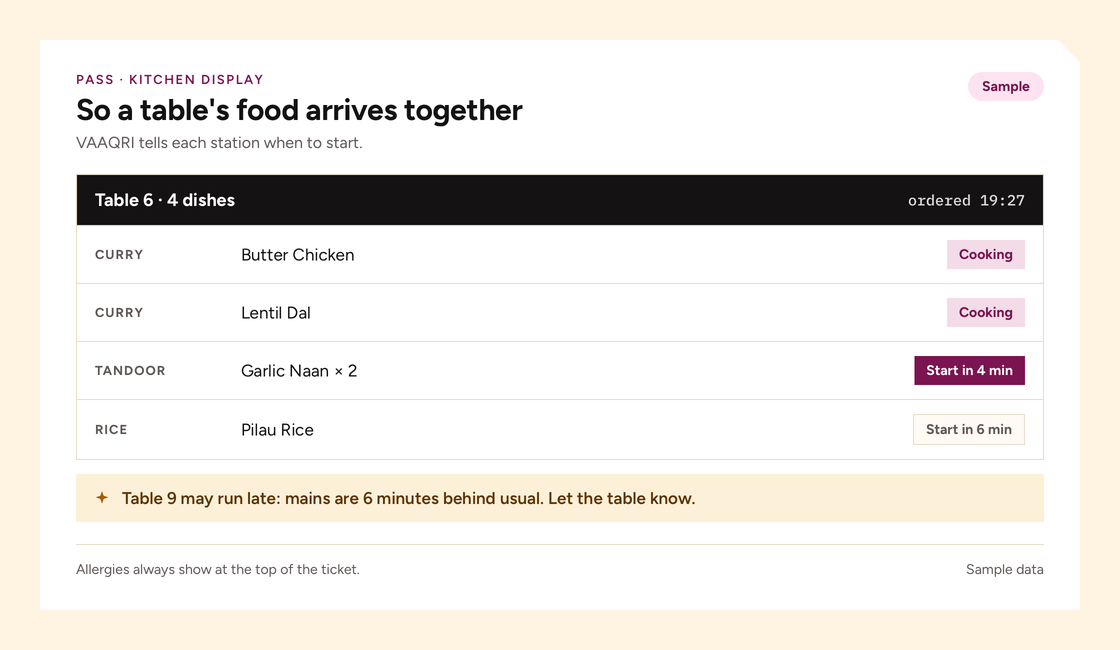 PASS · KITCHEN DISPLAY
Sample
So a table's food arrives together
VAAQRI tells each station when to start.
Table 6 · 4 dishes ordered 19:27
CURRY Butter Chicken Cooking
CURRY Lentil Dal Cooking
TANDOOR Garlic Naan × 2 Start in 4 min
RICE Pilau Rice Start in 6 min
Table 9 may run late: mains are 6 minutes behind usual. Let the table know.
Allergies always show at the top of the ticket. Sample data